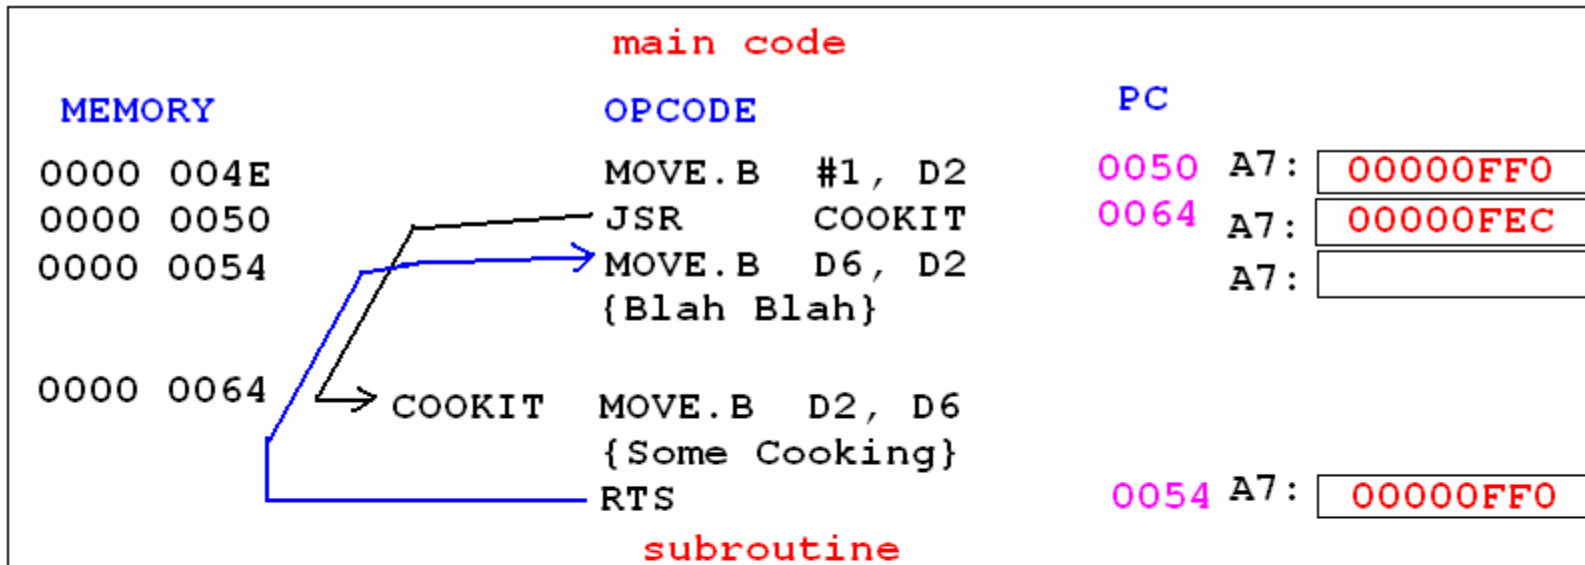 main code
MEMORY OPCODE PC
0000 004E MOVE.B #1, D2 0050 A7: 00000FF0
0000 0050 JSR COOKIT 0064 A7: 00000FEC
0000 0054 MOVE.B D6, D2 A7:
{Blah Blah}
0000 0064 COOKIT MOVE.B D2, D6
{Some Cooking}
RTS 0054 A7: 00000FF0
subroutine